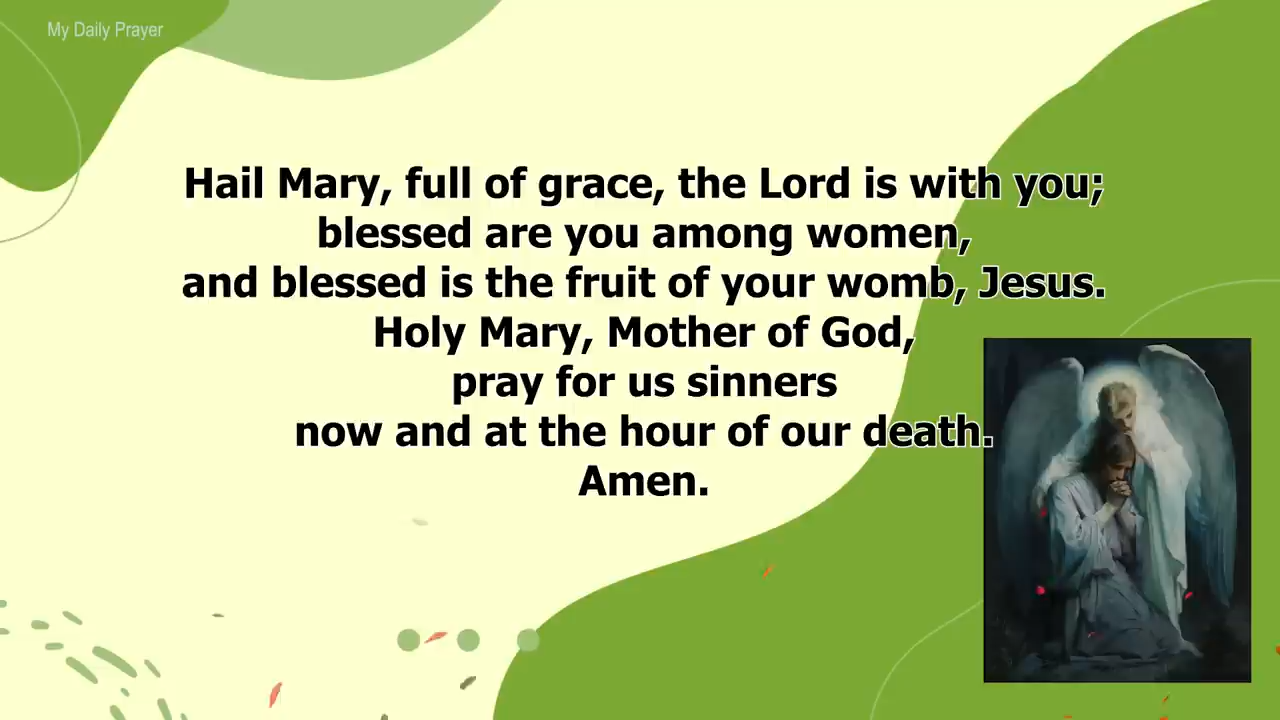 My Daily Prayer
Hail Mary, full of grace, the Lord is with you;
blessed are you among women,
and blessed is the fruit of your womb, Jesus.
Holy Mary, Mother of God,
pray for us sinners
now and at the hour of our death.
Amen.